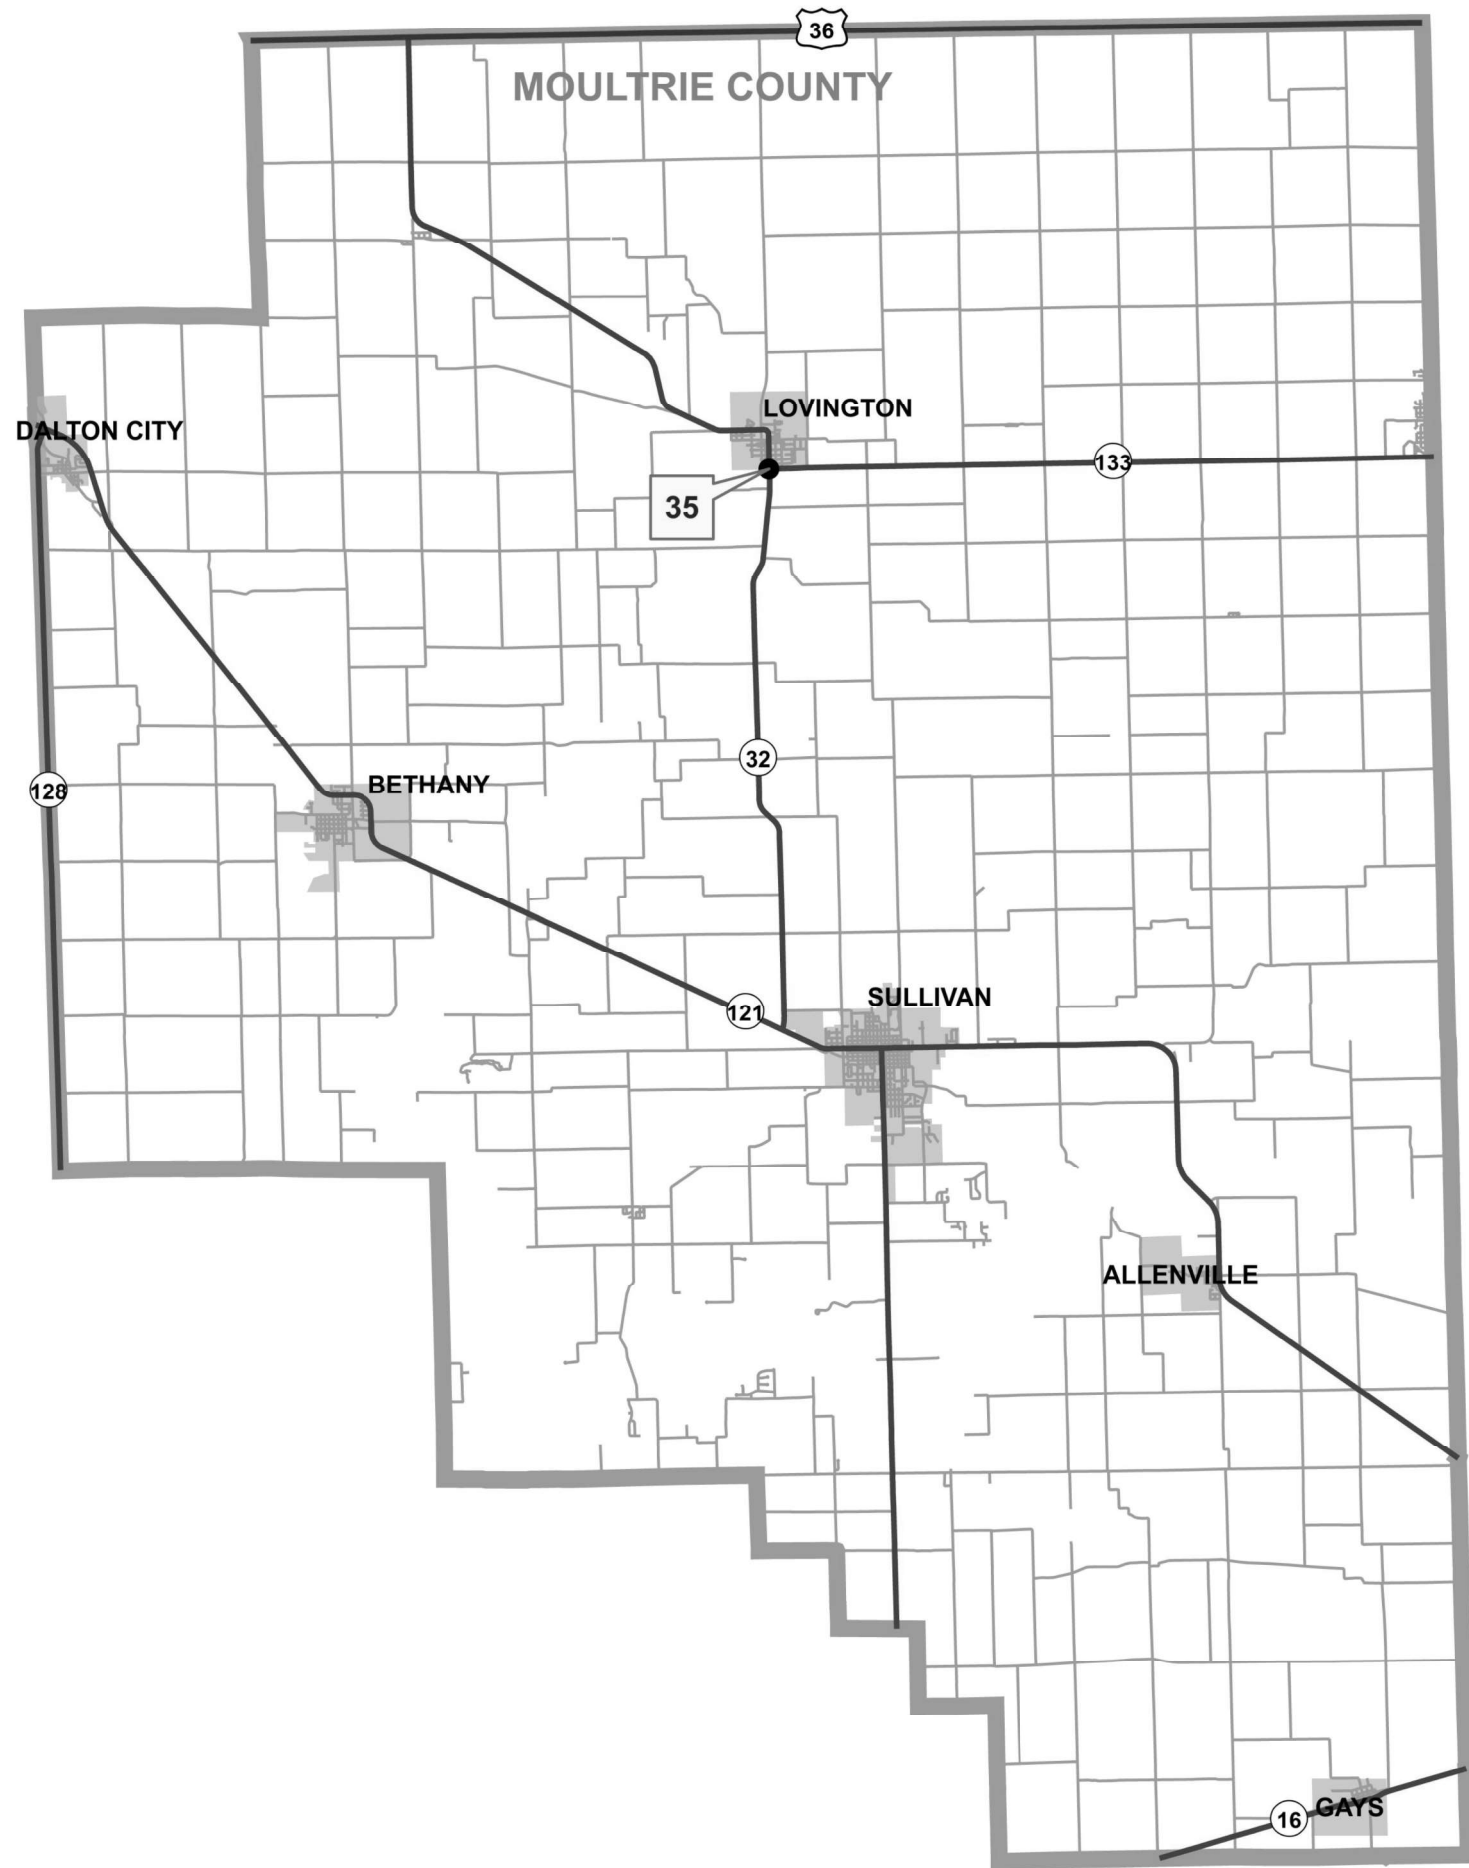 36
MOULTRIE COUNTY
LOVINGTON
DALTON CITY
133
35
32
BETHANY
128
SULLIVAN
121
ALLENVILLE
GAYS
16